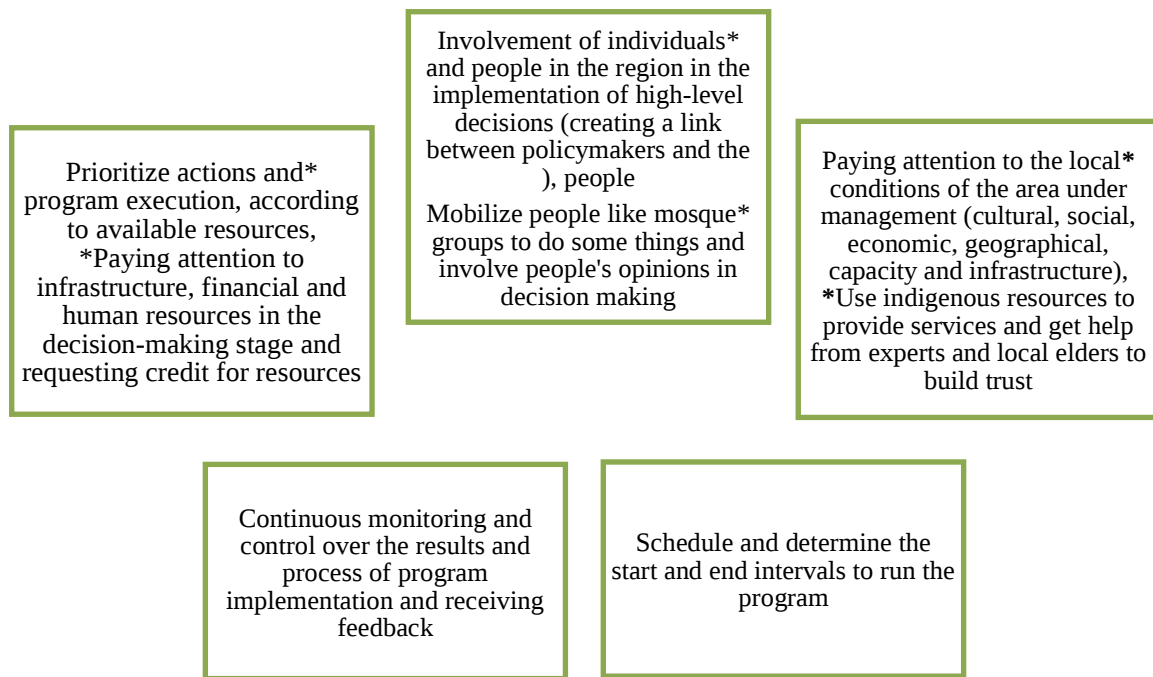 Involvement of individuals*
and people in the region in the
implementation of high-level
decisions (creating a link
between policymakers and the
), people
Mobilize people like mosque*
groups to do some things and
involve people's opinions in
decision making
Prioritize actions and*
program execution, according
to available resources,
*Paying attention to
infrastructure, financial and
human resources in the
decision-making stage and
requesting credit for resources
Paying attention to the local*
conditions of the area under
management (cultural, social,
economic, geographical,
capacity and infrastructure),
*Use indigenous resources to
provide services and get help
from experts and local elders to
build trust
Continuous monitoring and
control over the results and
process of program
implementation and receiving
feedback
Schedule and determine the
start and end intervals to run the
program